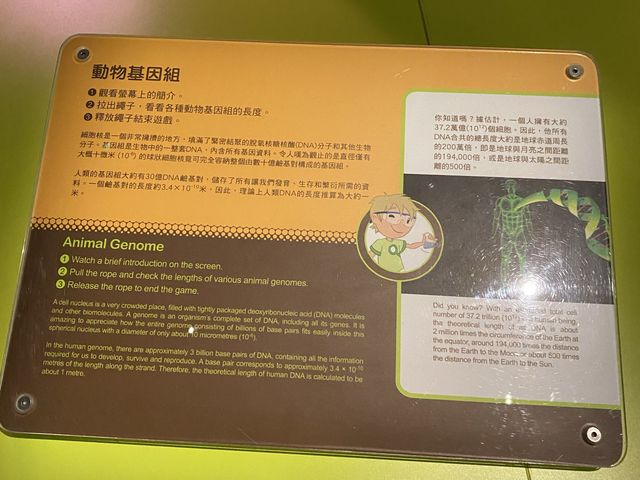 動物基因組
❶ 觀看螢幕上的簡介。
❷ 拉出繩子，看看各種動物基因組的長度。
❸ 釋放繩子結束遊戲。
細胞核是一個非常擁擠的地方，填滿了緊密結聚的脫氧核糖核酸(DNA)分子和其他生物
分子。基因組是生物中的一整套DNA，內含所有基因資料。令人嘆為觀止的是直徑僅有
大概十微米 (10⁻⁶) 的球狀細胞核竟可完全容納整個由數十億鹼基對構成的基因組。
人類的基因組大約有30億DNA鹼基對，儲存了所有讓我們發育、生存和繁衍所需的資
料。一個鹼基對的長度約3.4×10⁻¹⁰米，因此，理論上人類DNA的長度推算為大約一
米。
Animal Genome
❶ Watch a brief introduction on the screen.
❷ Pull the rope and check the lengths of various animal genomes.
❸ Release the rope to end the game.
A cell nucleus is a very crowded place, filled with tightly packaged deoxyribonucleic acid (DNA) molecules
and other biomolecules. A genome is an organism's complete set of DNA, including all its genes. It is
amazing to appreciate how the entire genome consisting of billions of base pairs fits easily inside this
spherical nucleus with a diameter of only about 10 micrometres (10⁻⁶).
In the human genome, there are approximately 3 billion base pairs of DNA, containing all the information
required for us to develop, survive and reproduce. A base pair corresponds to approximately 3.4 × 10⁻¹⁰
metres of the length along the strand. Therefore, the theoretical length of human DNA is calculated to be
about 1 metre.
你知道嗎？據估計，一個人擁有大約
37.2萬億(10¹²)個細胞。因此，他所有
DNA合共的總長度大約是地球赤道周長
的200萬倍，即是地球與月亮之間距離
的194,000倍，或是地球與太陽之間距
離的500倍。
Did you know? With an total cell
number of 37.2 trillion (10¹²) human being,
the theoretical length of DNA is about
2 million times the circumference of the Earth at
the equator, around 194,000 times the distance
from the Earth to the Moon, or about 500 times
the distance from the Earth to the Sun.